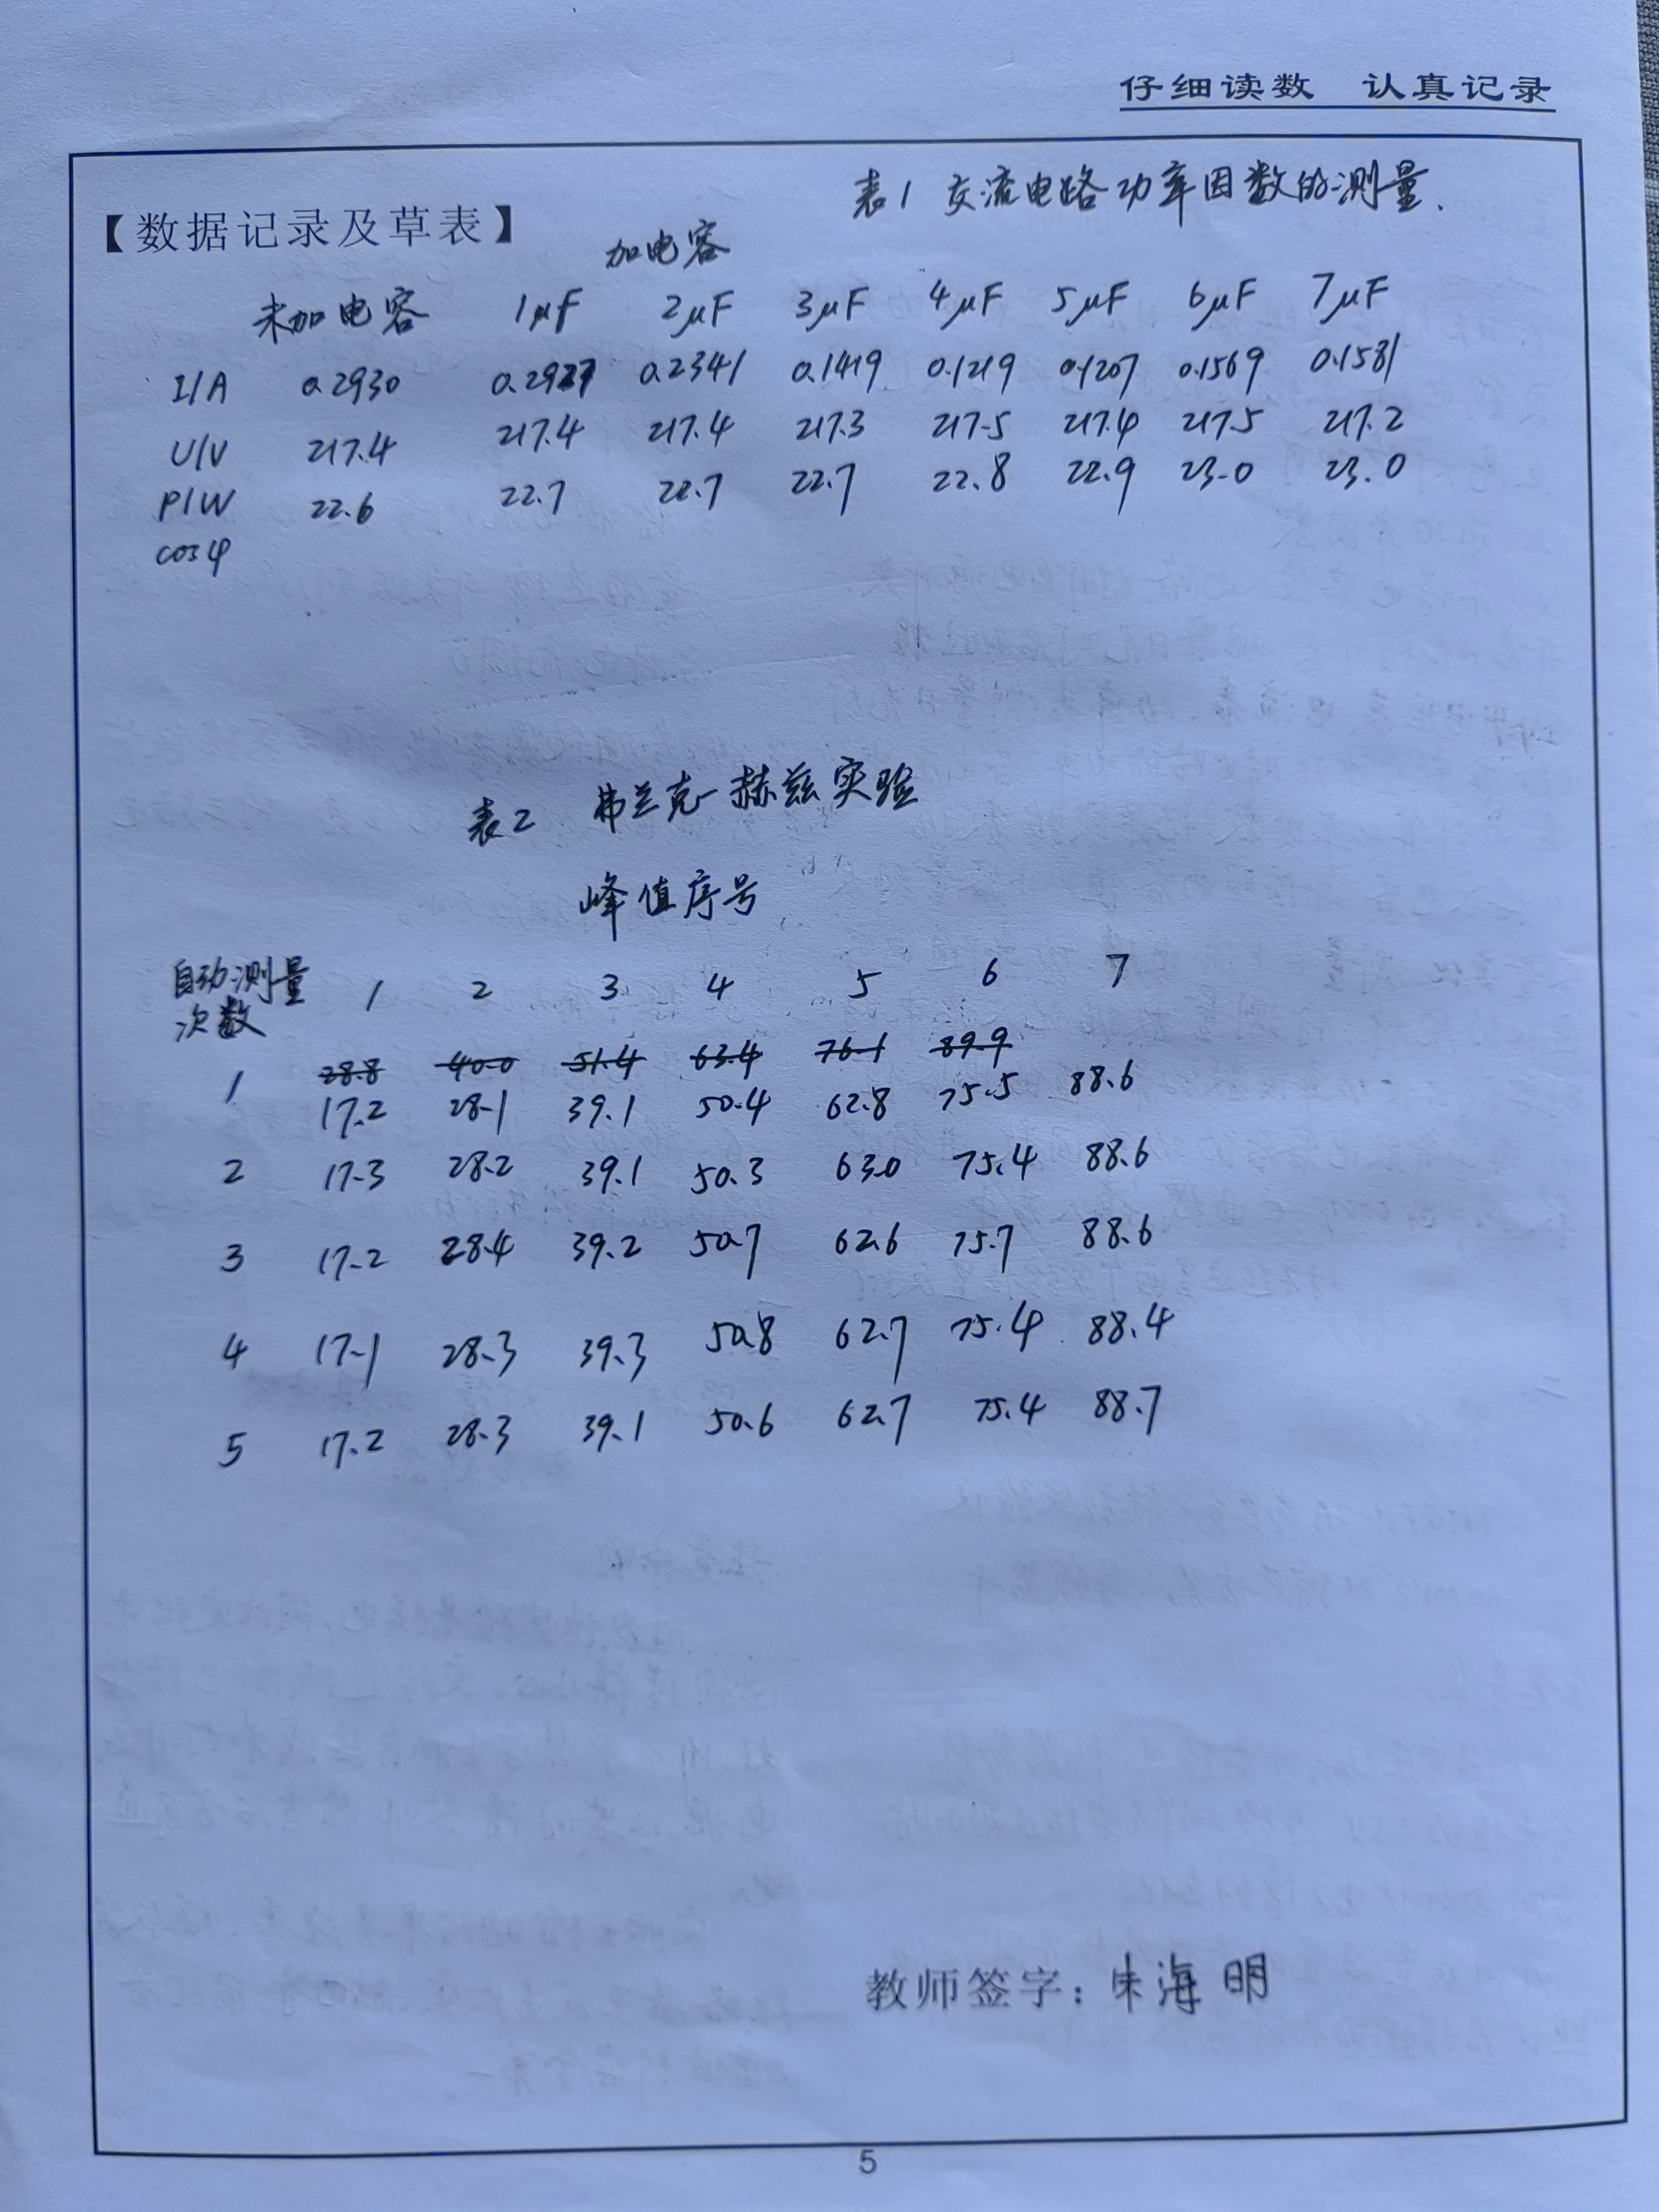 仔细读数 认真记录
表1 交流电路功率因数的测量.
【数据记录及草表】
加电容
未加电容 1μF 2μF 3μF 4μF 5μF 6μF 7μF
I/A 0.2930 0.2341 0.1419 0.1219 0.1207 0.1569 0.1581
U/V 217.4 217.4 217.4 217.3 217.5 217.4 217.5 217.2
P/W 22.6 22.7 22.7 22.7 22.8 22.9 23.0 23.0
cosφ
表2 弗兰克-赫兹实验
峰值序号
自动测量 1 2 3 4 5 6 7
次数
28.8 40.0 51.4 63.4 76.1 89.9
1 17.2 28.1 39.1 50.4 62.8 75.5 88.6
2 17.3 28.2 39.1 50.3 63.0 75.4 88.6
3 17.2 28.4 39.2 50.7 62.6 75.7 88.6
4 17.1 28.3 39.3 50.8 62.7 75.4 88.4
5 17.2 28.3 39.1 50.6 62.7 75.4 88.7
教师签字：朱海明
5